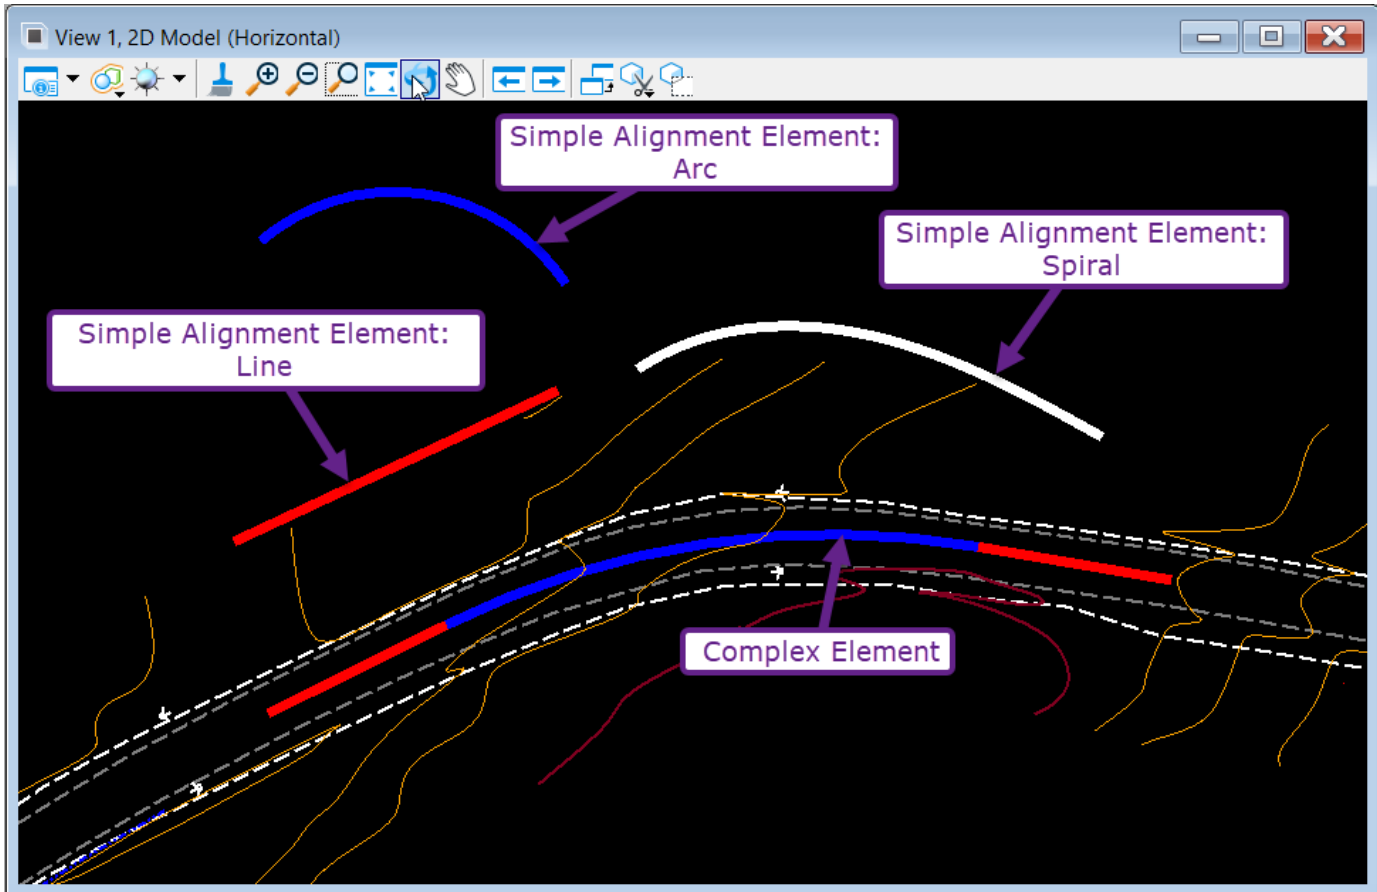 View 1, 2D Model (Horizontal)
Simple Alignment Element:
Arc
Simple Alignment Element:
Spiral
Simple Alignment Element:
Line
Complex Element